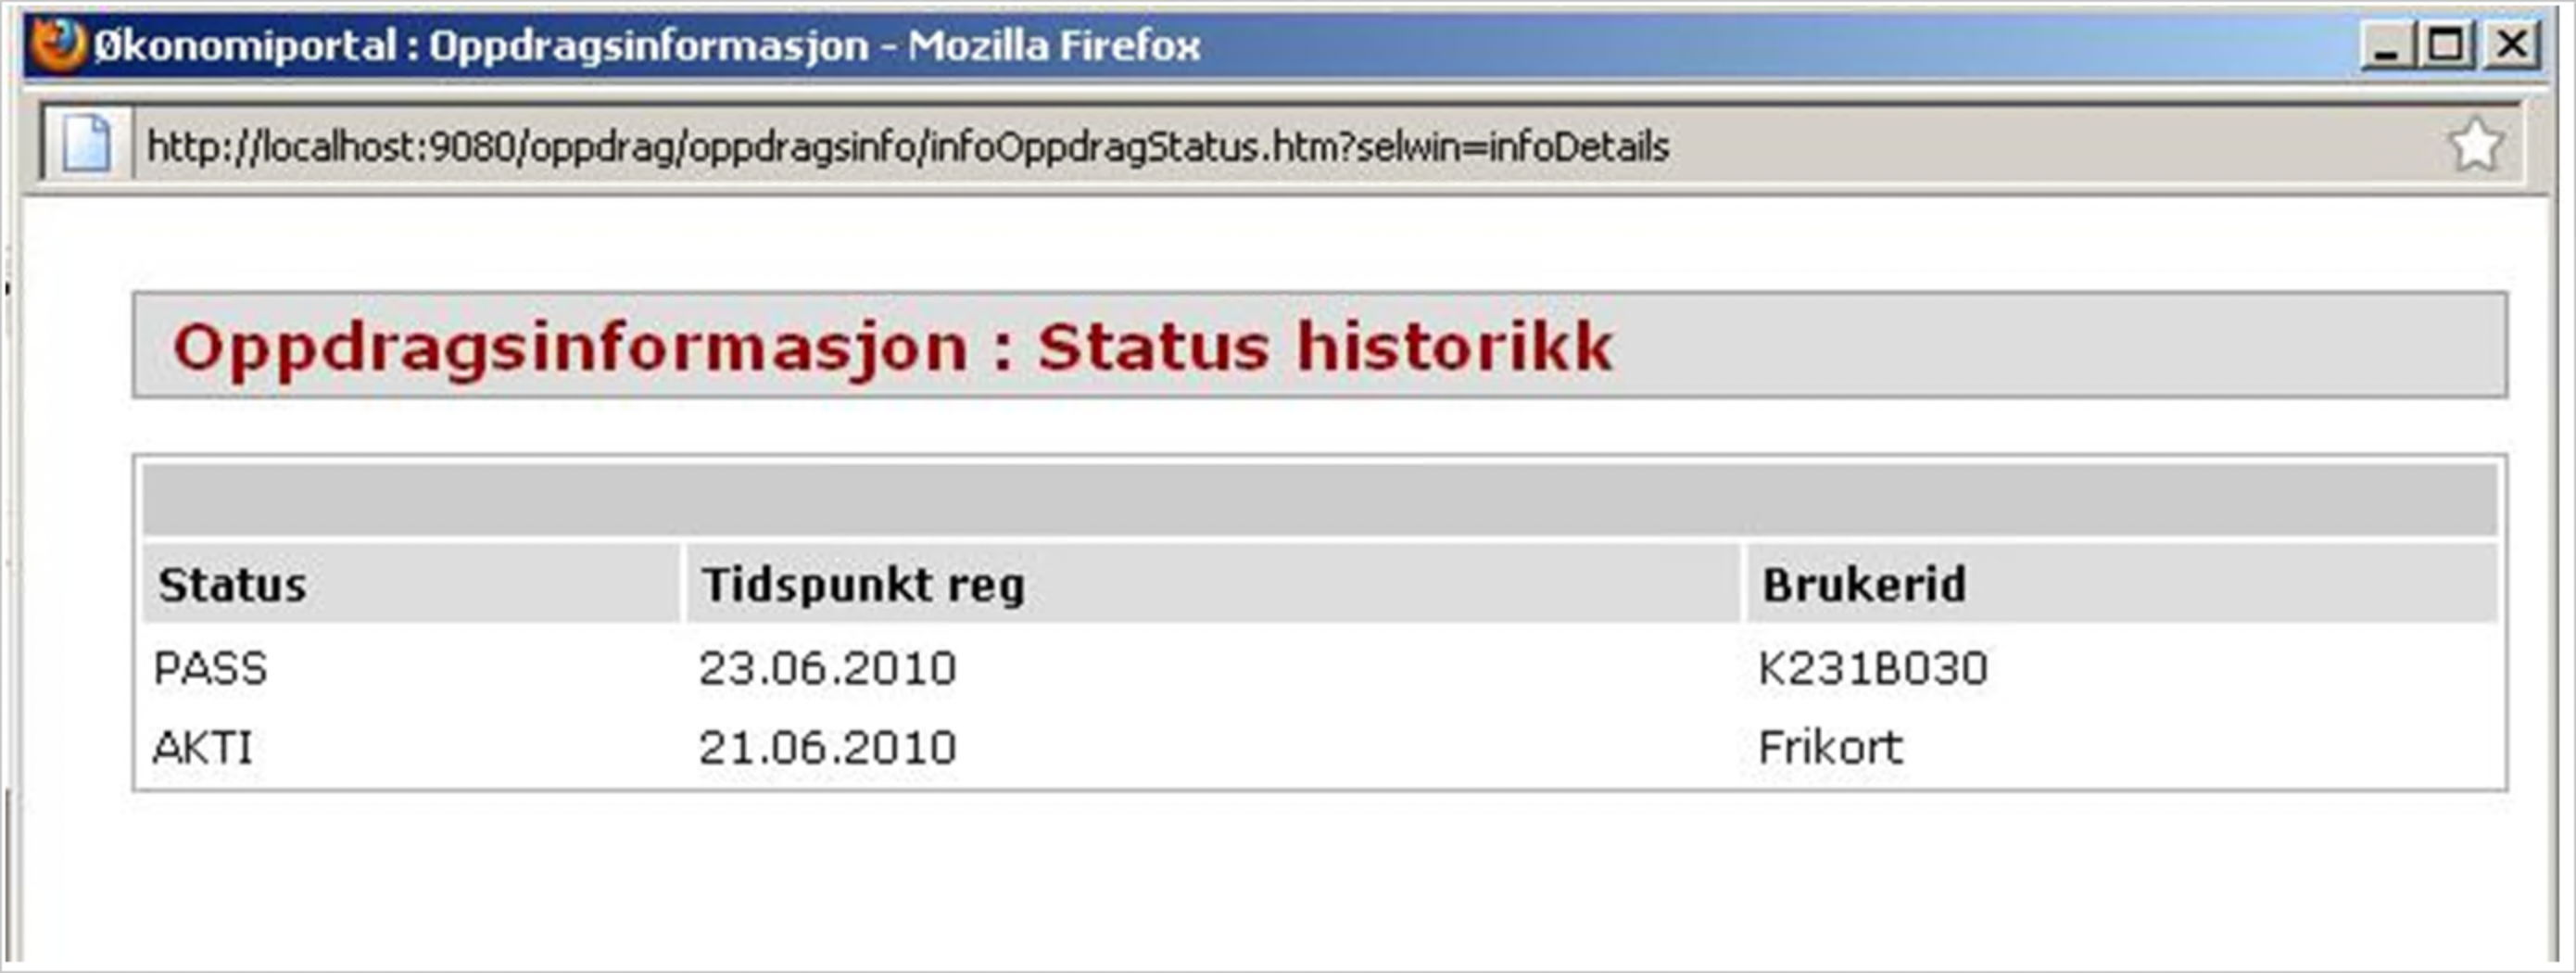 Økonomiportal : Oppdragsinformasjon - Mozilla Firefox
http://localhost:9080/oppdrag/oppdragsinfo/infoOppdragStatus.htm?selwin=infoDetails
Oppdragsinformasjon : Status historikk
Status Tidspunkt reg Brukerid
PASS 23.06.2010 K231B030
AKTI 21.06.2010 Frikort